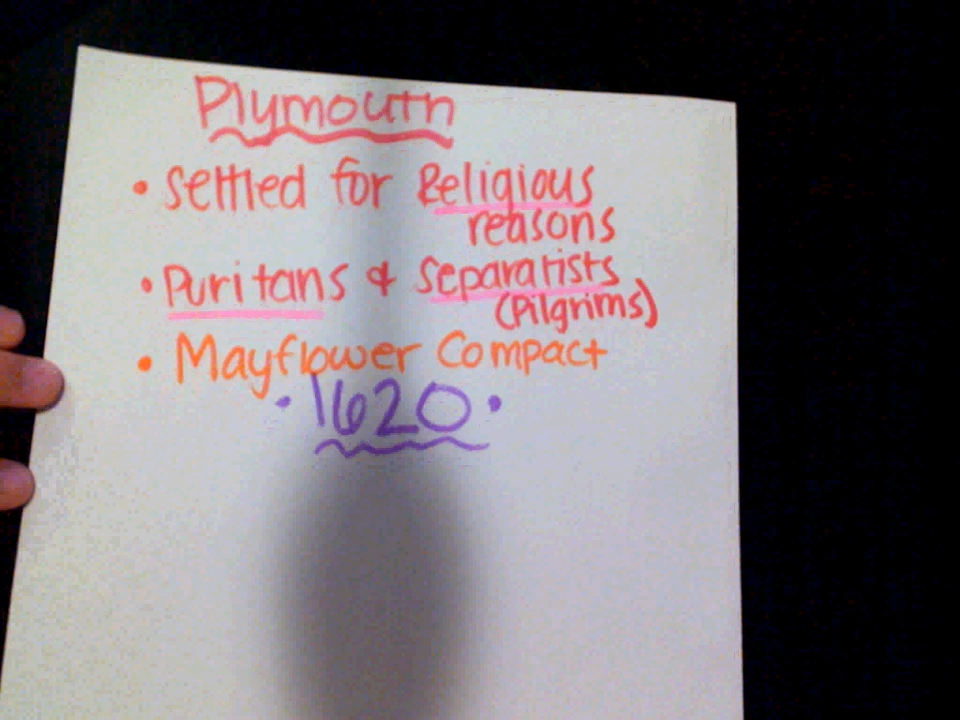 Plymouth
• Settled for Religious
reasons
• Puritans & Separatists
(Pilgrims)
• Mayflower Compact
• 1620 •